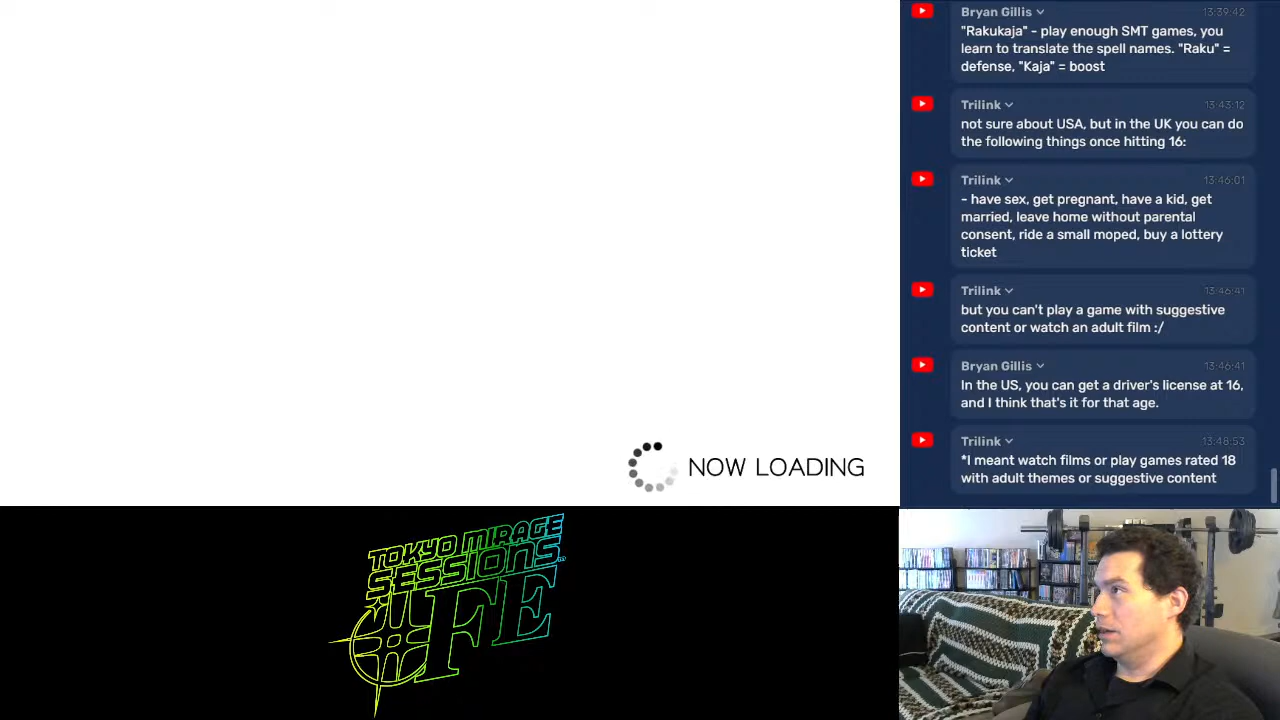 Bryan Gillis
13:39:42
"Rakukaja" - play enough SMT games, you
learn to translate the spell names. "Raku" =
defense, "Kaja" = boost
Trilink
13:43:12
not sure about USA, but in the UK you can do
the following things once hitting 16:
Trilink
13:46:01
- have sex, get pregnant, have a kid, get
married, leave home without parental
consent, ride a small moped, buy a lottery
ticket
Trilink
13:46:41
but you can't play a game with suggestive
content or watch an adult film :/
Bryan Gillis
13:46:41
In the US, you can get a driver's license at 16,
and I think that's it for that age.
Trilink
13:48:53
*I meant watch films or play games rated 18
with adult themes or suggestive content
NOW LOADING
TOKYO MIRAGE
SESSIONS
#FE